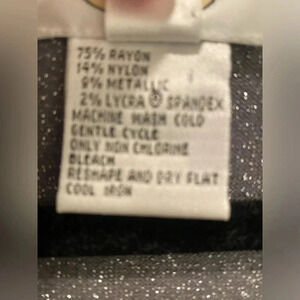 75% RAYON
14% NYLON
9% METALLIC
2% LYCRA ® SPANDEX
MACHINE WASH COLD
GENTLE CYCLE
ONLY NON CHLORINE
BLEACH
RESHAPE AND DRY FLAT
COOL IRON